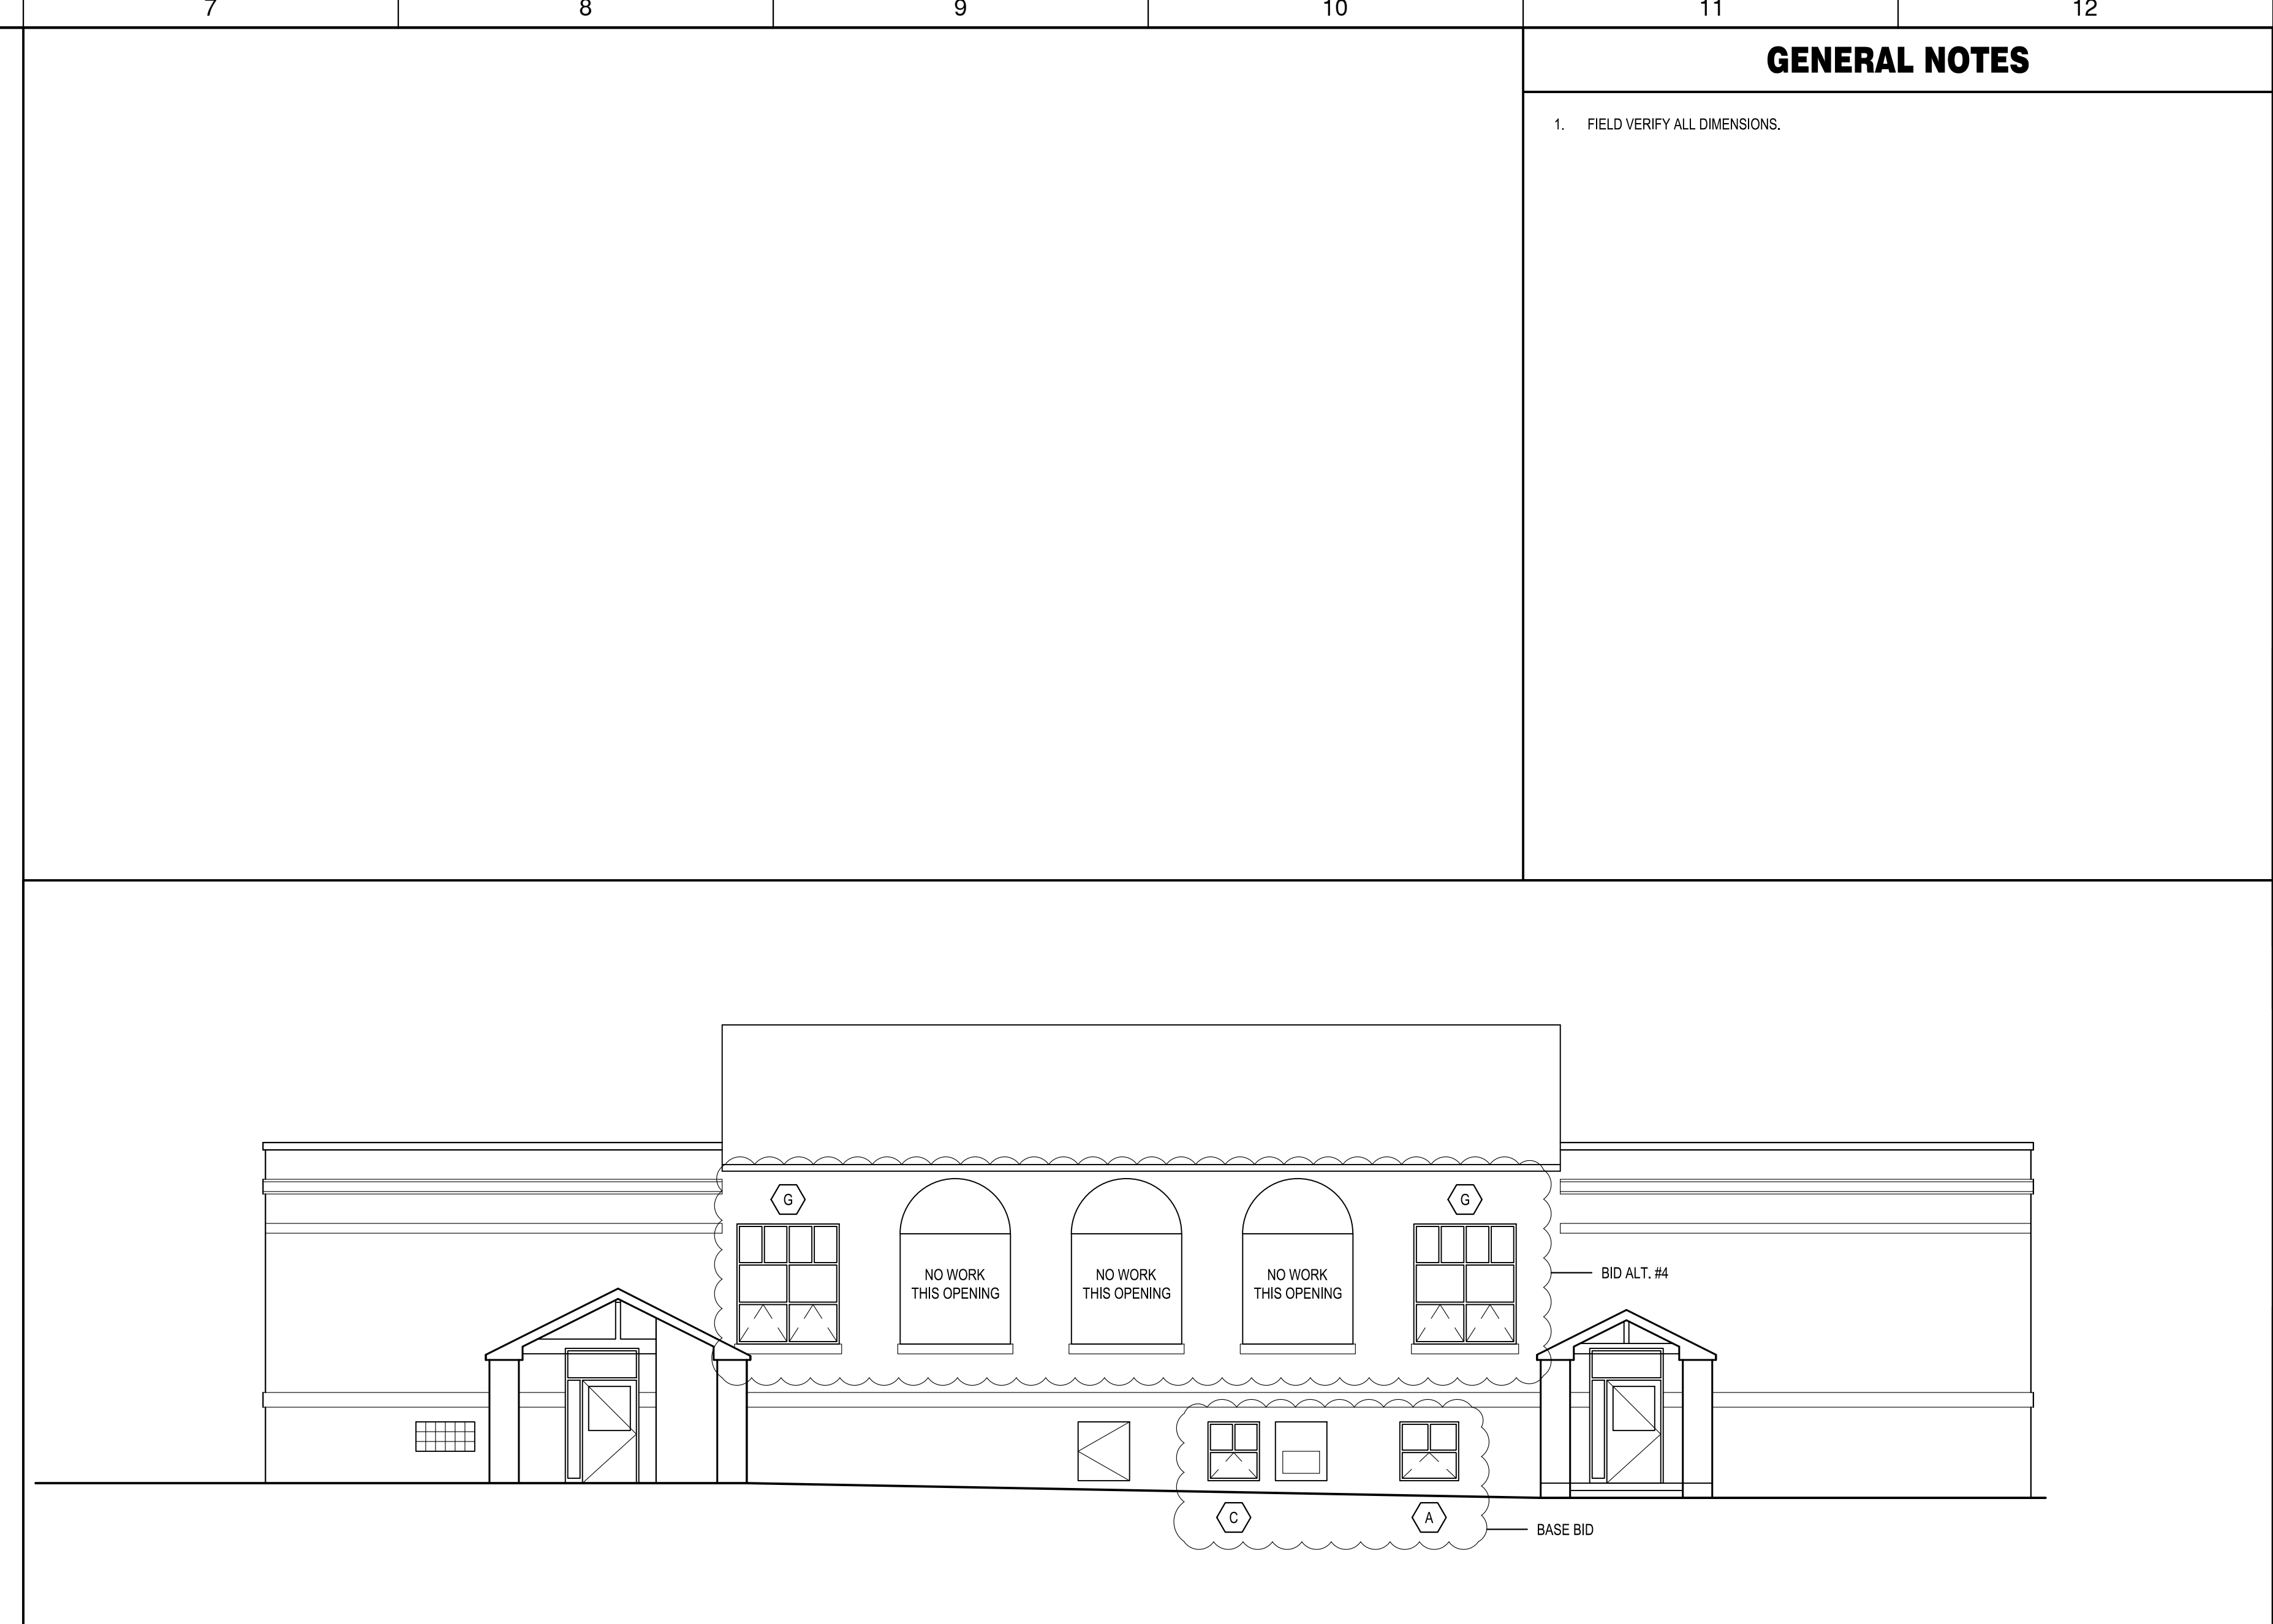 7 8 9 10 11 12
GENERAL NOTES
1. FIELD VERIFY ALL DIMENSIONS.
G G
NO WORK
THIS OPENING
NO WORK
THIS OPENING
NO WORK
THIS OPENING
BID ALT. #4
C A
BASE BID